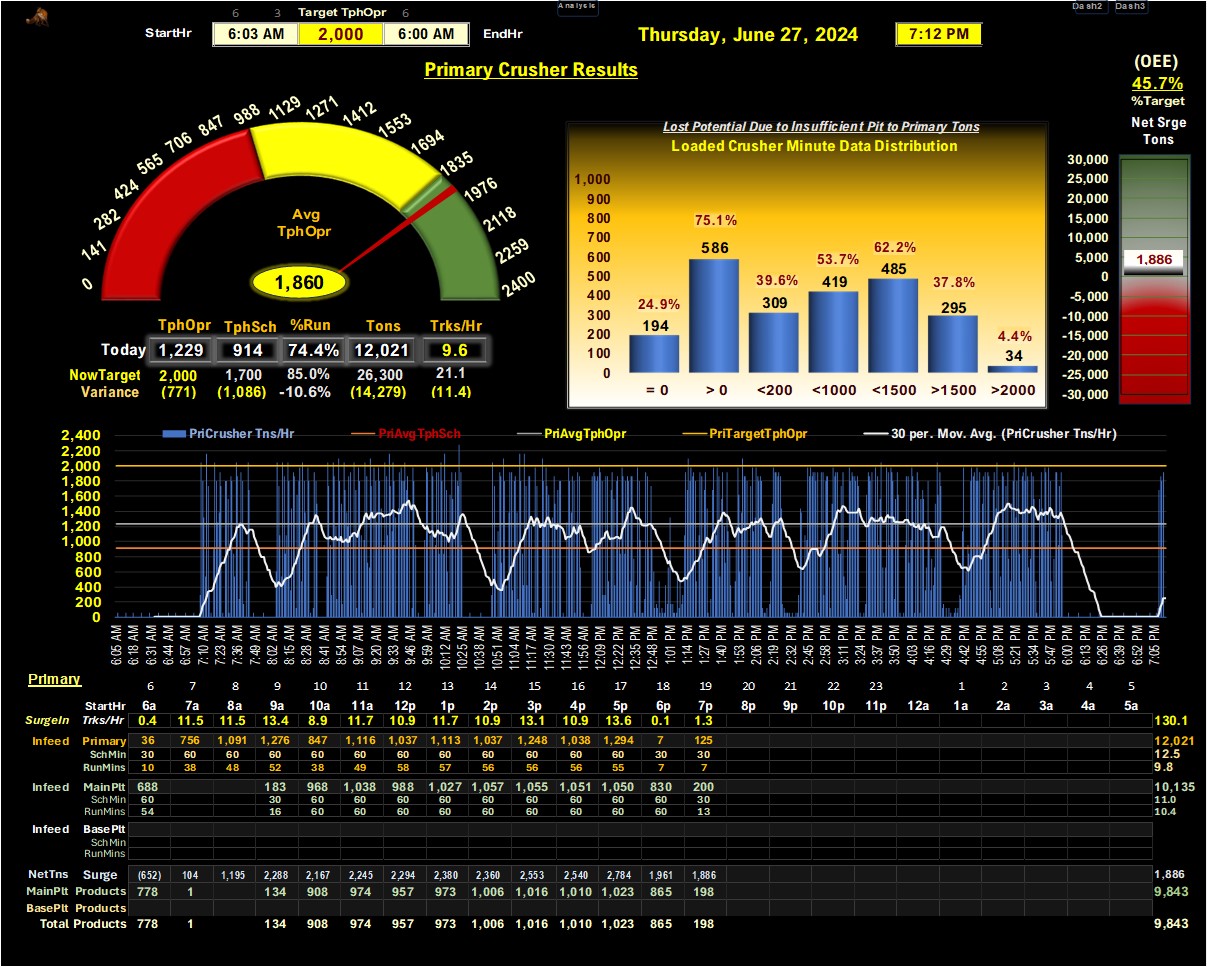 Analysis
Dash2 Dash3
6 3 Target TphOpr 6
StartHr 6:03 AM 2,000 6:00 AM EndHr
Thursday, June 27, 2024 7:12 PM
Primary Crusher Results
(OEE)
45.7%
%Target
Net Srge
Tons
0 141 282 424 565 706 847 988 1129 1271 1412 1553 1694 1835 1976 2118 2259 2400
Avg
TphOpr
1,860
TphOpr TphSch %Run Tons Trks/Hr
Today 1,229 914 74.4% 12,021 9.6
NowTarget 2,000 1,700 85.0% 26,300 21.1
Variance (771) (1,086) -10.6% (14,279) (11.4)
Lost Potential Due to Insufficient Pit to Primary Tons
Loaded Crusher Minute Data Distribution
1,000
900
800
700
600
500
400
300
200
100
0
24.9% 75.1% 39.6% 53.7% 62.2% 37.8% 4.4%
194 586 309 419 485 295 34
= 0 > 0 <200 <1000 <1500 >1500 >2000
30,000
25,000
20,000
15,000
10,000
5,000
0
-5,000
-10,000
-15,000
-20,000
-25,000
-30,000
1,886
PriCrusher Tns/Hr PriAvgTphSch PriAvgTphOpr PriTargetTphOpr 30 per. Mov. Avg. (PriCrusher Tns/Hr)
2,400
2,200
2,000
1,800
1,600
1,400
1,200
1,000
800
600
400
200
0
6:05 AM 6:18 AM 6:31 AM 6:44 AM 6:57 AM 7:10 AM 7:23 AM 7:36 AM 7:49 AM 8:02 AM 8:15 AM 8:28 AM 8:41 AM 8:54 AM 9:07 AM 9:20 AM 9:33 AM 9:46 AM 9:59 AM 10:12 AM 10:25 AM 10:38 AM 10:51 AM 11:04 AM 11:17 AM 11:30 AM 11:43 AM 11:56 AM 12:09 PM 12:22 PM 12:35 PM 12:48 PM 1:01 PM 1:14 PM 1:27 PM 1:40 PM 1:53 PM 2:06 PM 2:19 PM 2:32 PM 2:45 PM 2:58 PM 3:11 PM 3:24 PM 3:37 PM 3:50 PM 4:03 PM 4:16 PM 4:29 PM 4:42 PM 4:55 PM 5:08 PM 5:21 PM 5:34 PM 5:47 PM 6:00 PM 6:13 PM 6:26 PM 6:39 PM 6:52 PM 7:05 PM
Primary
6 7 8 9 10 11 12 13 14 15 16 17 18 19 20 21 22 23 1 2 3 4 5
StartHr 6a 7a 8a 9a 10a 11a 12p 1p 2p 3p 4p 5p 6p 7p 8p 9p 10p 11p 12a 1a 2a 3a 4a 5a
SurgeIn Trks/Hr 0.4 11.5 11.5 13.4 8.9 11.7 10.9 11.7 10.9 13.1 10.9 13.6 0.1 1.3 130.1
Infeed Primary 36 756 1,091 1,276 847 1,116 1,037 1,113 1,037 1,248 1,038 1,294 7 125 12,021
SchMin 30 60 60 60 60 60 60 60 60 60 60 60 30 30 12.5
RunMins 10 38 48 52 38 49 58 57 56 56 56 55 7 7 9.8
Infeed MainPlt 688 183 968 1,038 988 1,027 1,057 1,055 1,051 1,050 830 200 10,135
SchMin 60 30 60 60 60 60 60 60 60 60 60 30 11.0
RunMins 54 16 60 60 60 60 60 60 60 60 60 13 10.4
Infeed BasePlt
SchMin
RunMins
NetTns Surge (652) 104 1,195 2,288 2,167 2,245 2,294 2,380 2,360 2,553 2,540 2,784 1,961 1,886 1,886
MainPlt Products 778 1 134 908 974 957 973 1,006 1,016 1,010 1,023 865 198 9,843
BasePlt Products
Total Products 778 1 134 908 974 957 973 1,006 1,016 1,010 1,023 865 198 9,843